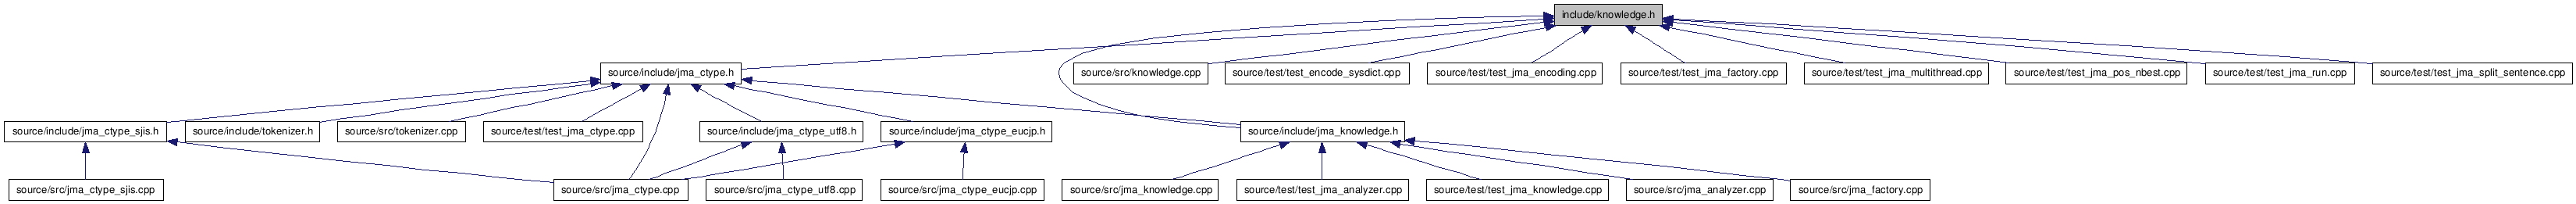 include/knowledge.h
source/include/jma_ctype.h
source/src/knowledge.cpp
source/test/test_encode_sysdict.cpp
source/test/test_jma_encoding.cpp
source/test/test_jma_factory.cpp
source/test/test_jma_multithread.cpp
source/test/test_jma_pos_nbest.cpp
source/test/test_jma_run.cpp
source/test/test_jma_split_sentence.cpp
source/include/jma_ctype_sjis.h
source/include/tokenizer.h
source/src/tokenizer.cpp
source/test/test_jma_ctype.cpp
source/include/jma_ctype_utf8.h
source/include/jma_ctype_eucjp.h
source/include/jma_knowledge.h
source/src/jma_ctype_sjis.cpp
source/src/jma_ctype.cpp
source/src/jma_ctype_utf8.cpp
source/src/jma_ctype_eucjp.cpp
source/src/jma_knowledge.cpp
source/test/test_jma_analyzer.cpp
source/test/test_jma_knowledge.cpp
source/src/jma_analyzer.cpp
source/src/jma_factory.cpp